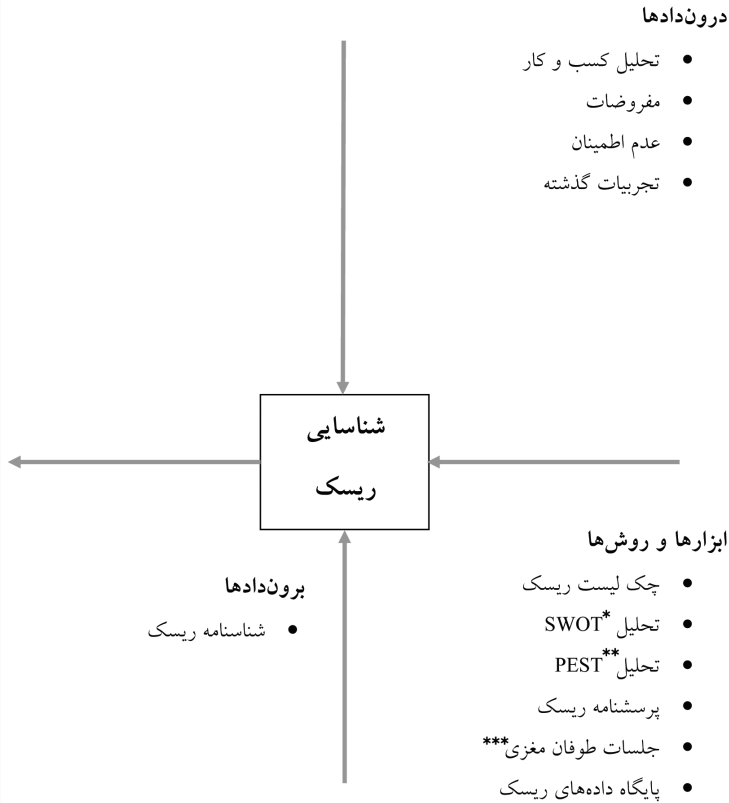 درون‌دادها
• تحلیل کسب و کار
• مفروضات
• عدم اطمینان
• تجربیات گذشته
شناسایی
ریسک
ابزارها و روش‌ها
• چک لیست ریسک
• تحلیل SWOT*
• تحلیل PEST**
• پرسشنامه ریسک
• جلسات طوفان مغزی***
• پایگاه داده‌های ریسک
برون‌دادها
• شناسنامه ریسک